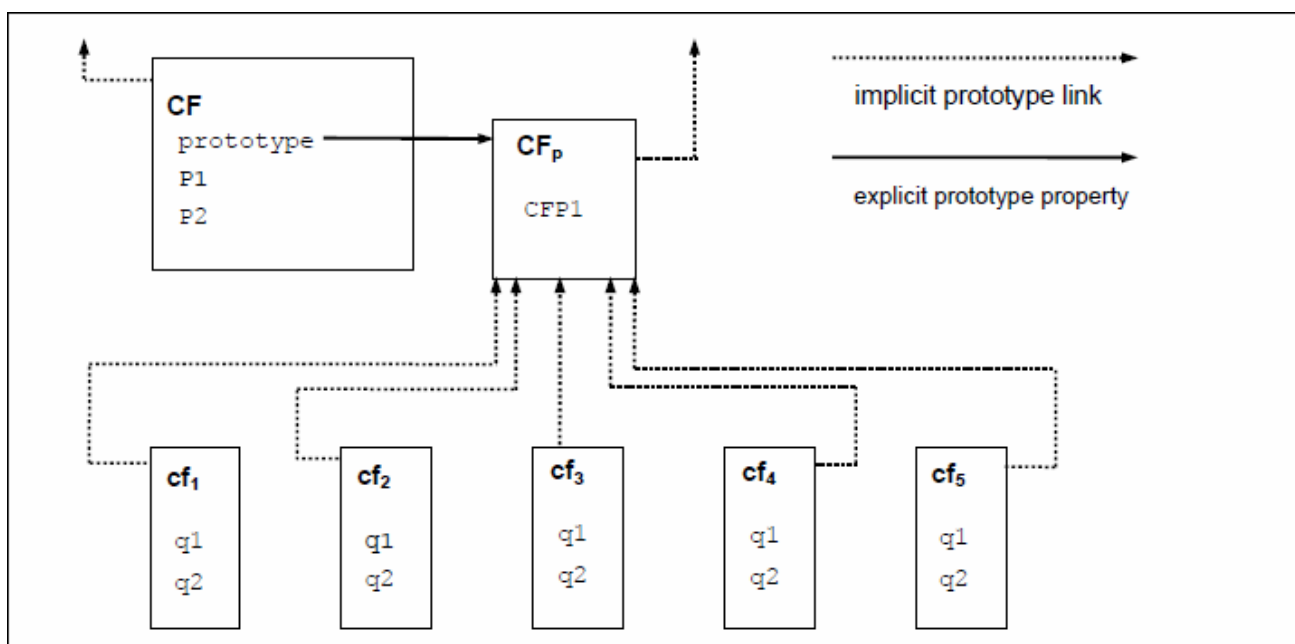 CF
prototype
P1
P2
CFp
CFP1
implicit prototype link
explicit prototype property
cf1
q1
q2
cf2
q1
q2
cf3
q1
q2
cf4
q1
q2
cf5
q1
q2